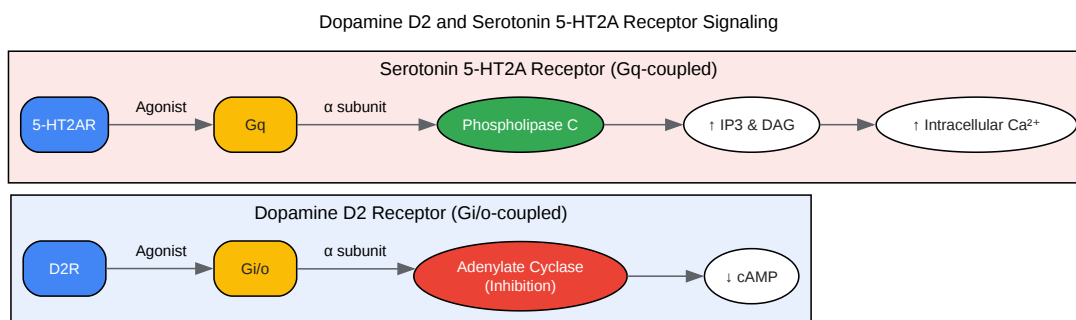 Dopamine D2 and Serotonin 5-HT2A Receptor Signaling
Serotonin 5-HT2A Receptor (Gq-coupled)
5-HT2AR
Agonist
Gq
α subunit
Phospholipase C
↑ IP3 & DAG
↑ Intracellular Ca²⁺
Dopamine D2 Receptor (Gi/o-coupled)
D2R
Agonist
Gi/o
α subunit
Adenylate Cyclase
(Inhibition)
↓ cAMP